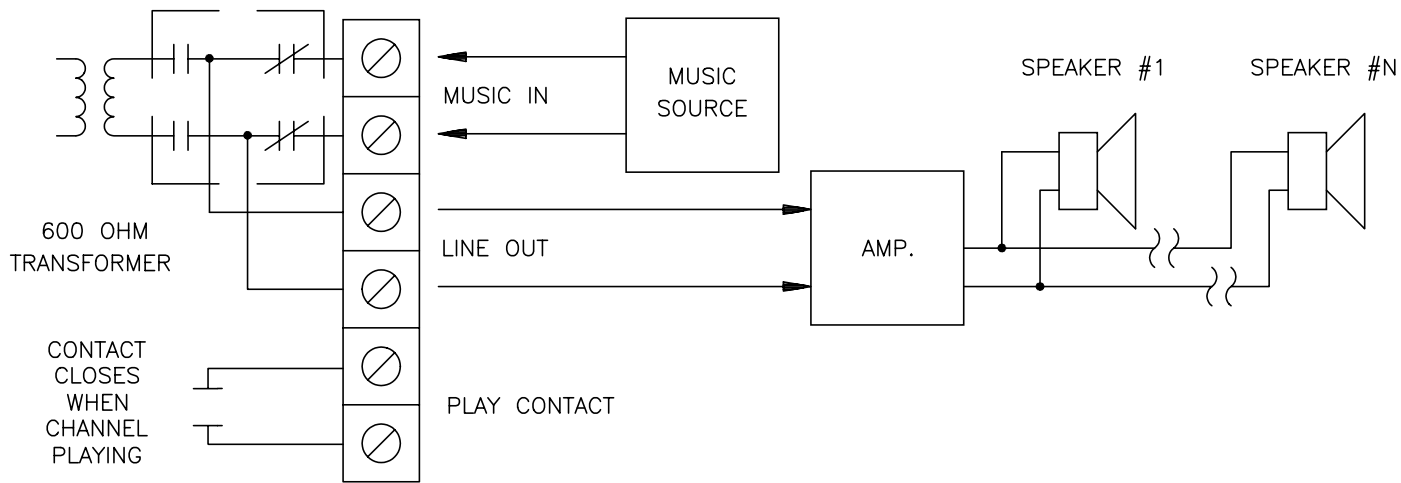 MUSIC IN
MUSIC
SOURCE
SPEAKER #1
SPEAKER #N
600 OHM
TRANSFORMER
LINE OUT
AMP.
CONTACT
CLOSES
WHEN
CHANNEL
PLAYING
PLAY CONTACT